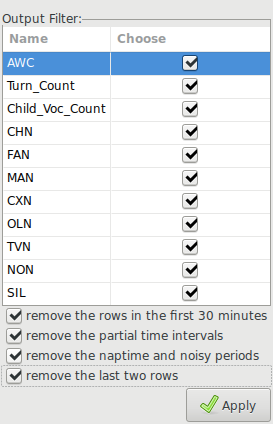 Output Filter:
Name Choose
AWC
Turn_Count
Child_Voc_Count
CHN
FAN
MAN
CXN
OLN
TVN
NON
SIL
remove the rows in the first 30 minutes
remove the partial time intervals
remove the naptime and noisy periods
remove the last two rows
Apply